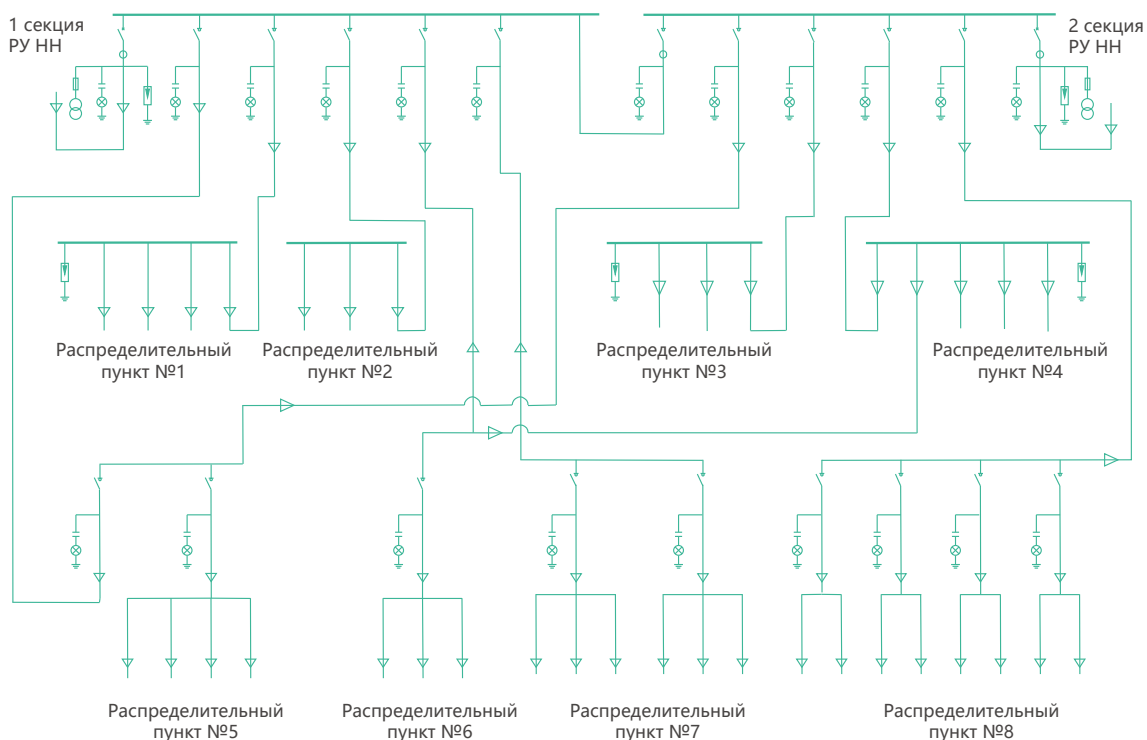 1 секция
РУ НН
2 секция
РУ НН
Распределительный
пункт №1
Распределительный
пункт №2
Распределительный
пункт №3
Распределительный
пункт №4
Распределительный
пункт №5
Распределительный
пункт №6
Распределительный
пункт №7
Распределительный
пункт №8